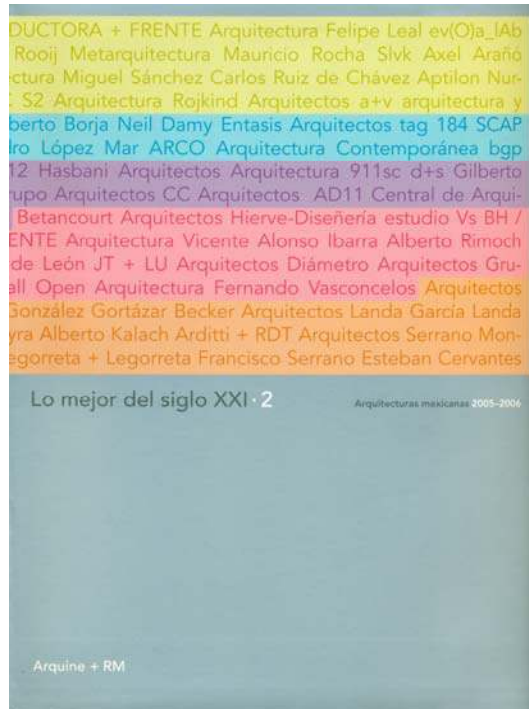 DUCTORA + FRENTE Arquitectura Felipe Leal ev(O)a_lAb
Rooij Metarquitectura Mauricio Rocha Slvk Axel Arañó
ectura Miguel Sánchez Carlos Ruiz de Chávez Aptilon Nur-
S2 Arquitectura Rojkind Arquitectos a+v arquitectura y
berto Borja Neil Damy Entasis Arquitectos tag 184 SCAP
dro López Mar ARCO Arquitectura Contemporánea bgp
12 Hasbani Arquitectos Arquitectura 911sc d+s Gilberto
upo Arquitectos CC Arquitectos AD11 Central de Arqui-
Betancourt Arquitectos Hierve-Diseñería estudio Vs BH /
ENTE Arquitectura Vicente Alonso Ibarra Alberto Rimoch
de León JT + LU Arquitectos Diámetro Arquitectos Gru-
all Open Arquitectura Fernando Vasconcelos Arquitectos
González Gortázar Becker Arquitectos Landa García Landa
yra Alberto Kalach Arditti + RDT Arquitectos Serrano Mon-
egorreta + Legorreta Francisco Serrano Esteban Cervantes
Lo mejor del siglo XXI · 2
Arquitecturas mexicanas 2005-2006
Arquine + RM